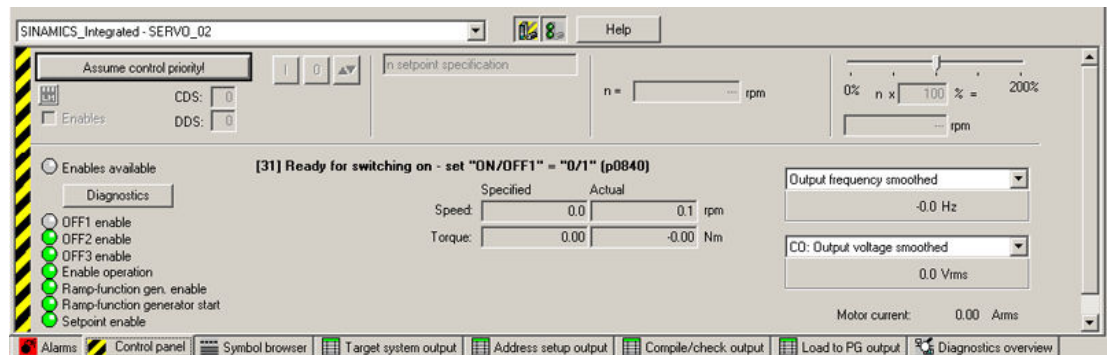 SINAMICS_Integrated - SERVO_02
Help
Assume control priority!
I 0
n setpoint specification
n = --- rpm
0% n x 100 % = 200%
--- rpm
CDS: 0
Enables DDS: 0
Enables available
[31] Ready for switching on - set "ON/OFF1" = "0/1" (p0840)
Diagnostics
Specified Actual
Speed: 0.0 0.1 rpm
Torque: 0.00 -0.00 Nm
Output frequency smoothed
-0.0 Hz
CO: Output voltage smoothed
0.0 Vrms
Motor current: 0.00 Arms
OFF1 enable
OFF2 enable
OFF3 enable
Enable operation
Ramp-function gen. enable
Ramp-function generator start
Setpoint enable
Alarms Control panel Symbol browser Target system output Address setup output Compile/check output Load to PG output Diagnostics overview